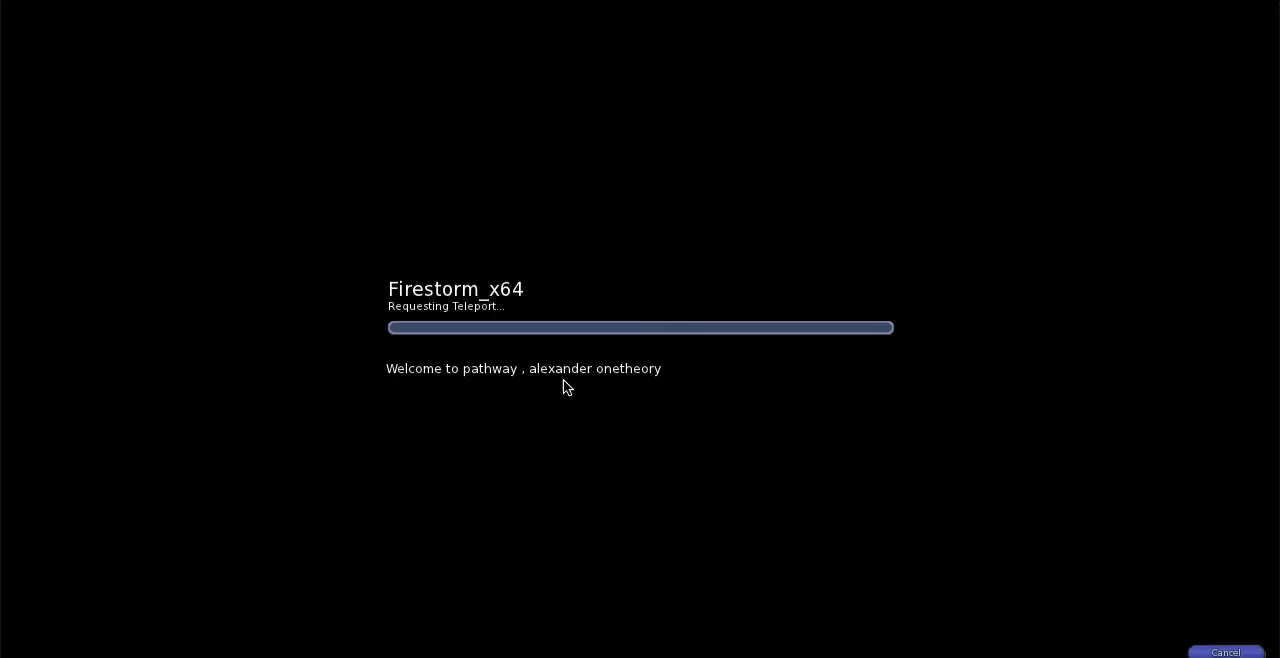 Firestorm_x64
Requesting Teleport...
Welcome to pathway , alexander onetheory
Cancel